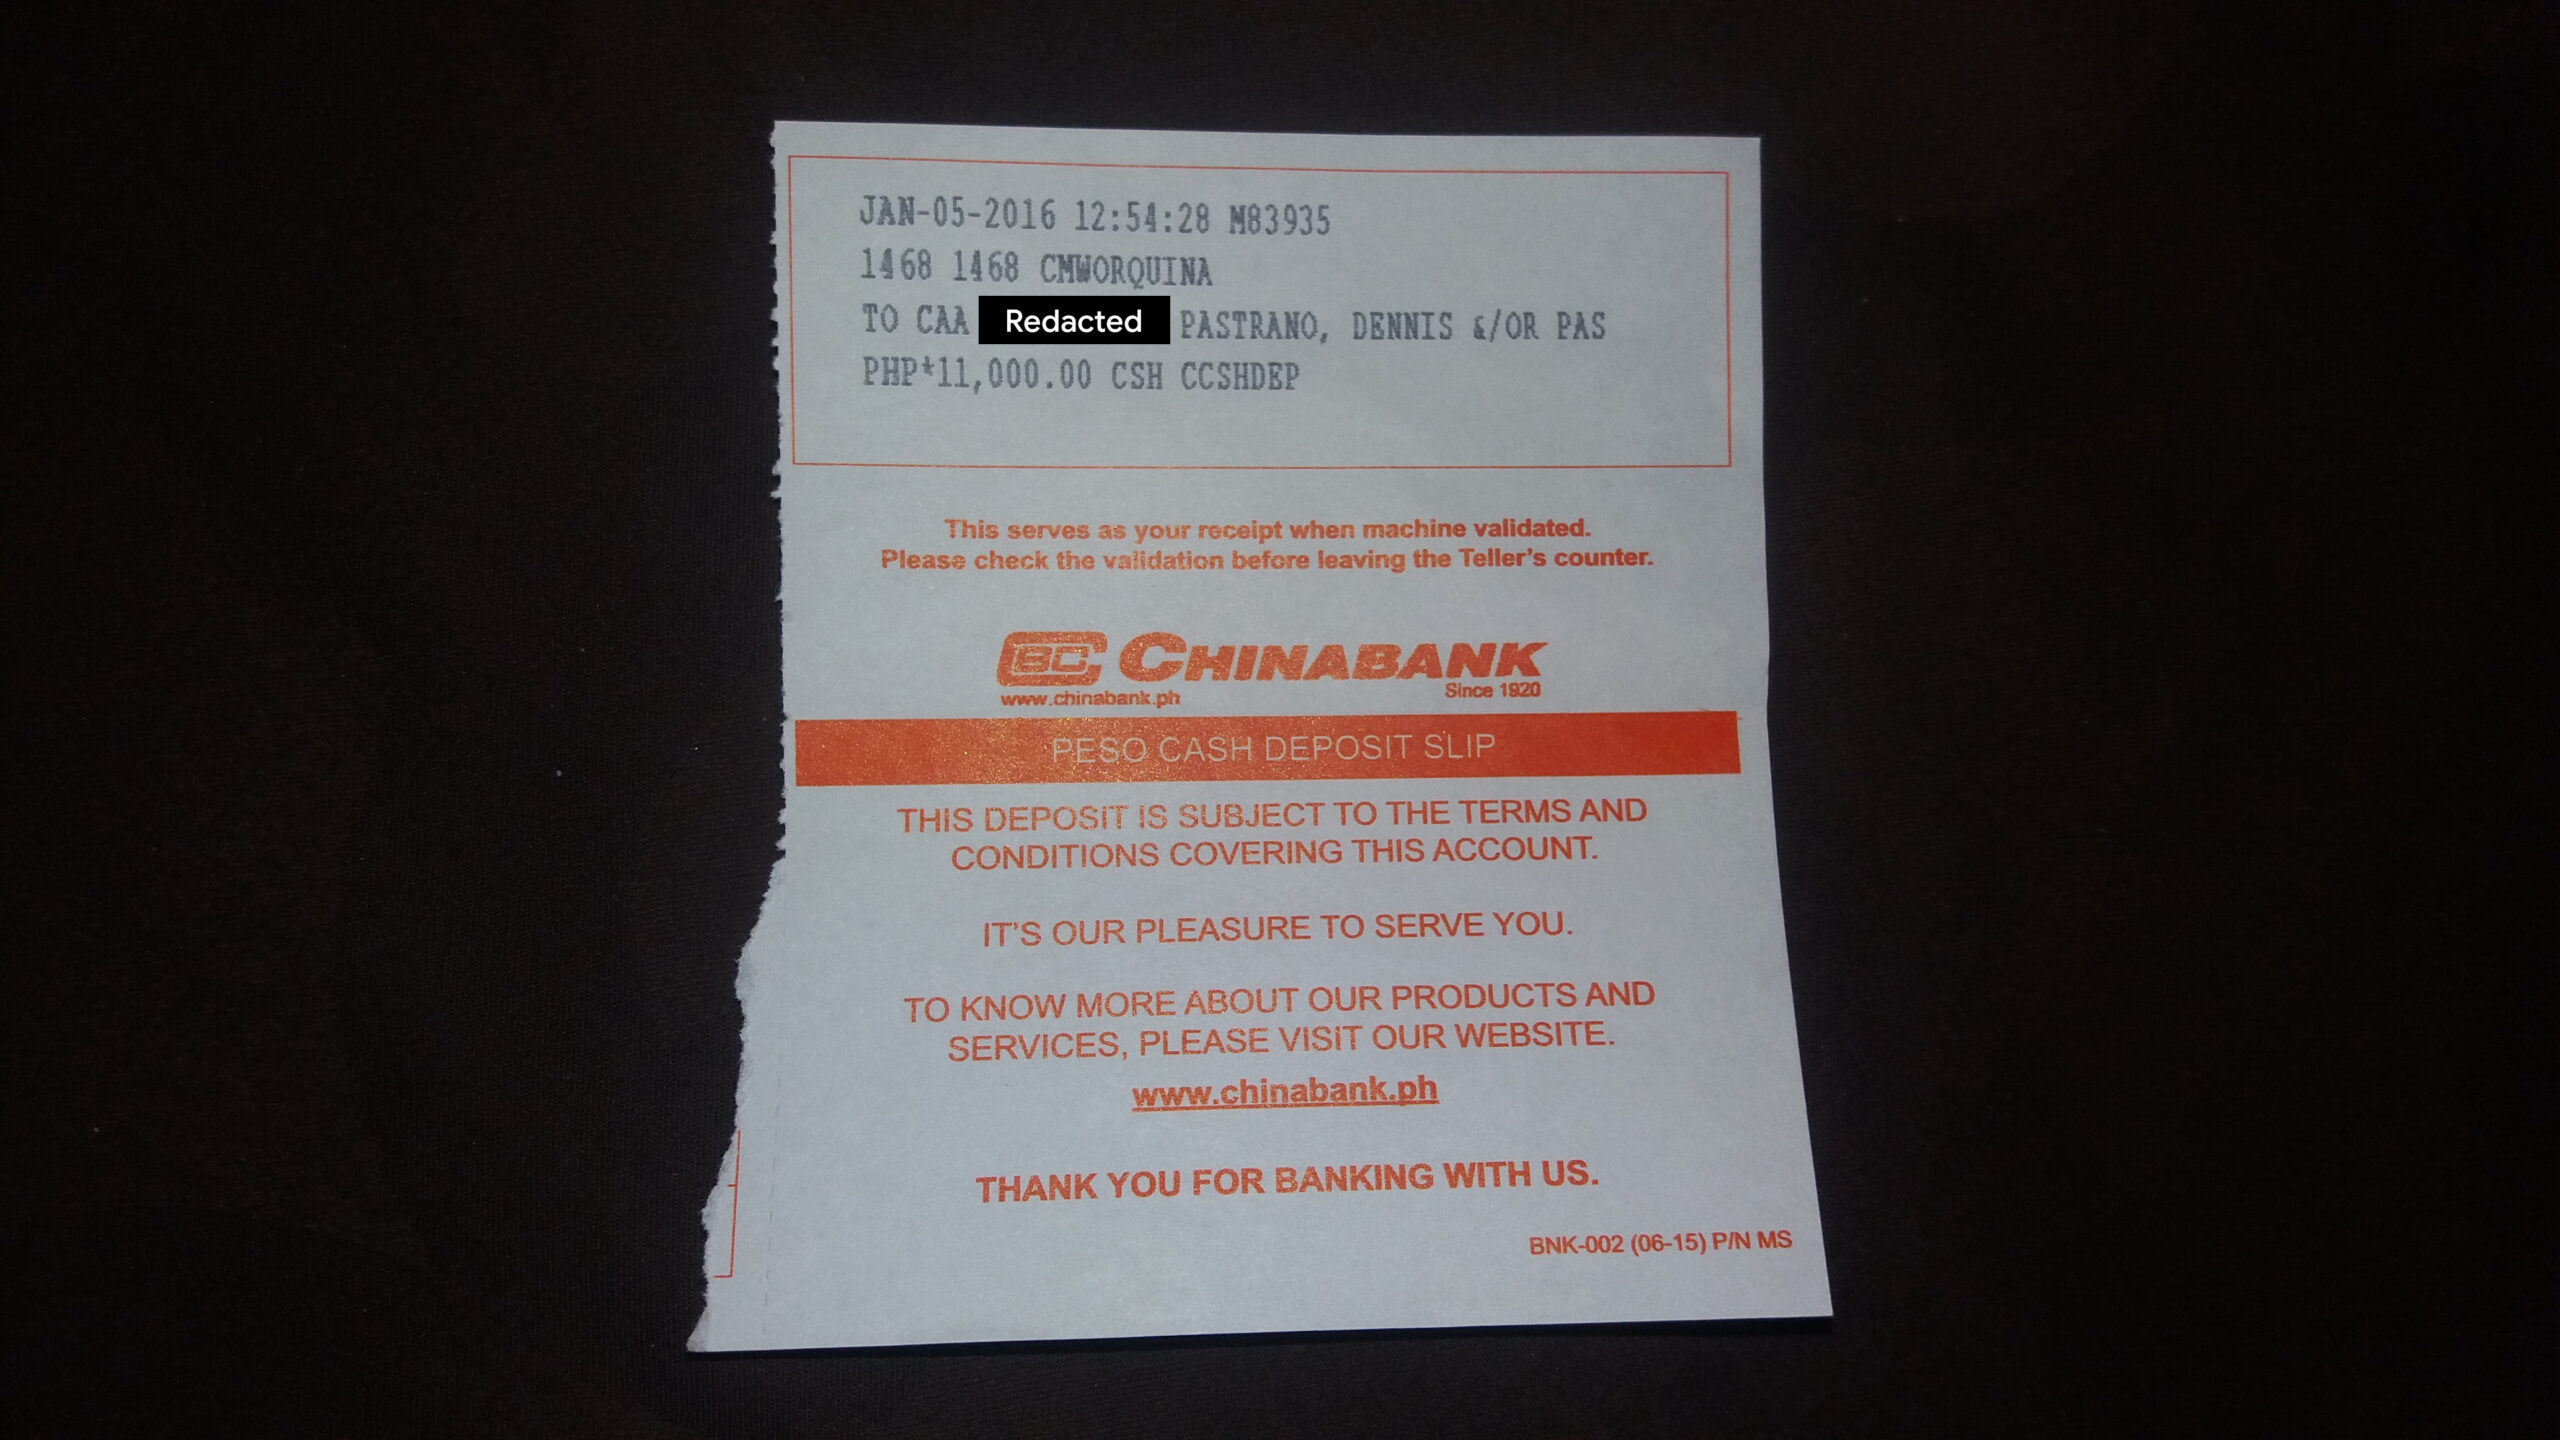 JAN-05-2016 12:54:28 M83935
1468 1468 CMWORQUINA
TO CAA Redacted PASTRANO, DENNIS &/OR PAS
PHP*11,000.00 CSH CCSHDEP
This serves as your receipt when machine validated.
Please check the validation before leaving the Teller's counter.
CBC CHINABANK
www.chinabank.ph Since 1920
PESO CASH DEPOSIT SLIP
THIS DEPOSIT IS SUBJECT TO THE TERMS AND
CONDITIONS COVERING THIS ACCOUNT.
IT'S OUR PLEASURE TO SERVE YOU.
TO KNOW MORE ABOUT OUR PRODUCTS AND
SERVICES, PLEASE VISIT OUR WEBSITE.
www.chinabank.ph
THANK YOU FOR BANKING WITH US.
BNK-002 (06-15) P/N MS